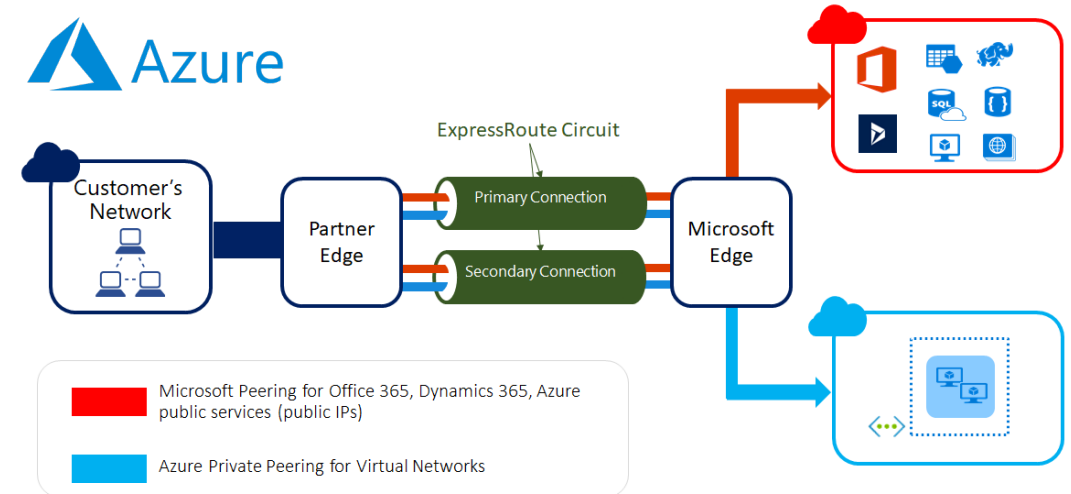 Azure
ExpressRoute Circuit
Customer's
Network
Partner
Edge
Primary Connection
Secondary Connection
Microsoft
Edge
SQL
Microsoft Peering for Office 365, Dynamics 365, Azure
public services (public IPs)
Azure Private Peering for Virtual Networks